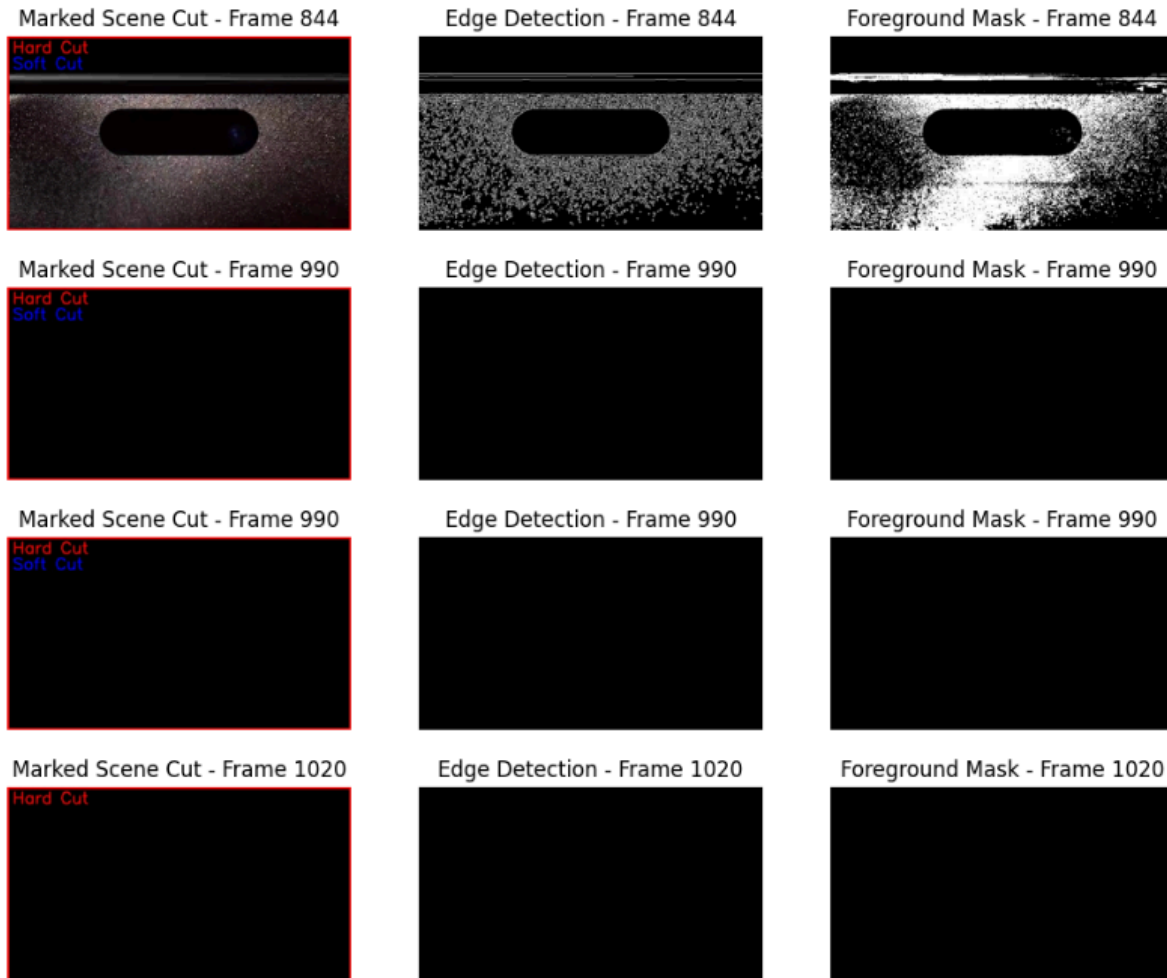 Marked Scene Cut - Frame 844
Edge Detection - Frame 844
Foreground Mask - Frame 844
Hard Cut
Soft Cut
Marked Scene Cut - Frame 990
Edge Detection - Frame 990
Foreground Mask - Frame 990
Hard Cut
Soft Cut
Marked Scene Cut - Frame 990
Edge Detection - Frame 990
Foreground Mask - Frame 990
Hard Cut
Soft Cut
Marked Scene Cut - Frame 1020
Edge Detection - Frame 1020
Foreground Mask - Frame 1020
Hard Cut